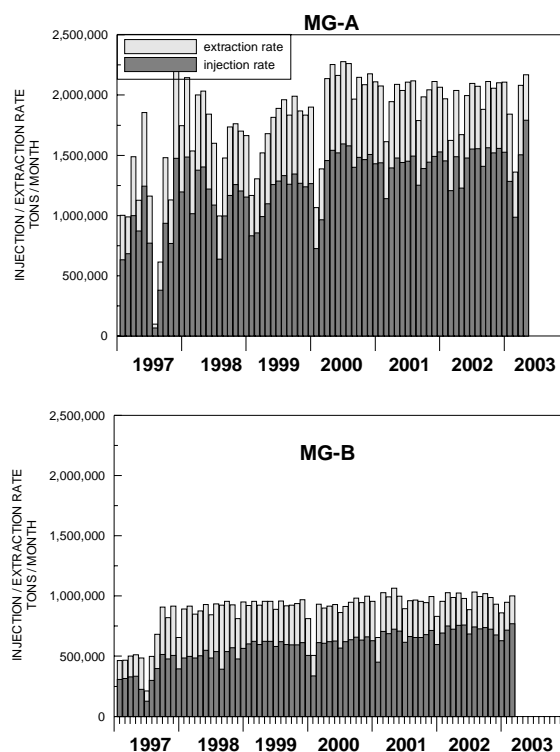 MG-A
2,500,000
extraction rate
injection rate
2,000,000
1,500,000
1,000,000
500,000
0
INJECTION / EXTRACTION RATE
TONS / MONTH
1997 1998 1999 2000 2001 2002 2003
2,500,000
MG-B
2,000,000
1,500,000
1,000,000
500,000
0
INJECTION / EXTRACTION RATE
TONS / MONTH
1997 1998 1999 2000 2001 2002 2003